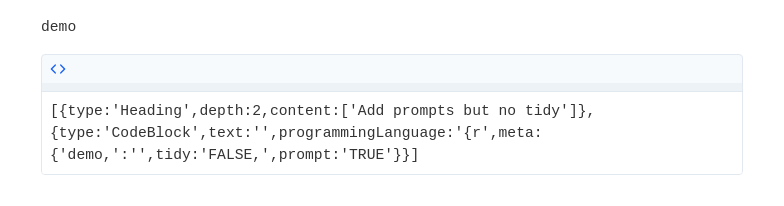 demo
[{type:'Heading',depth:2,content:['Add prompts but no tidy']},
{type:'CodeBlock',text:'',programmingLanguage:'{r',meta:
{'demo,':'',tidy:'FALSE,',prompt:'TRUE'}}]